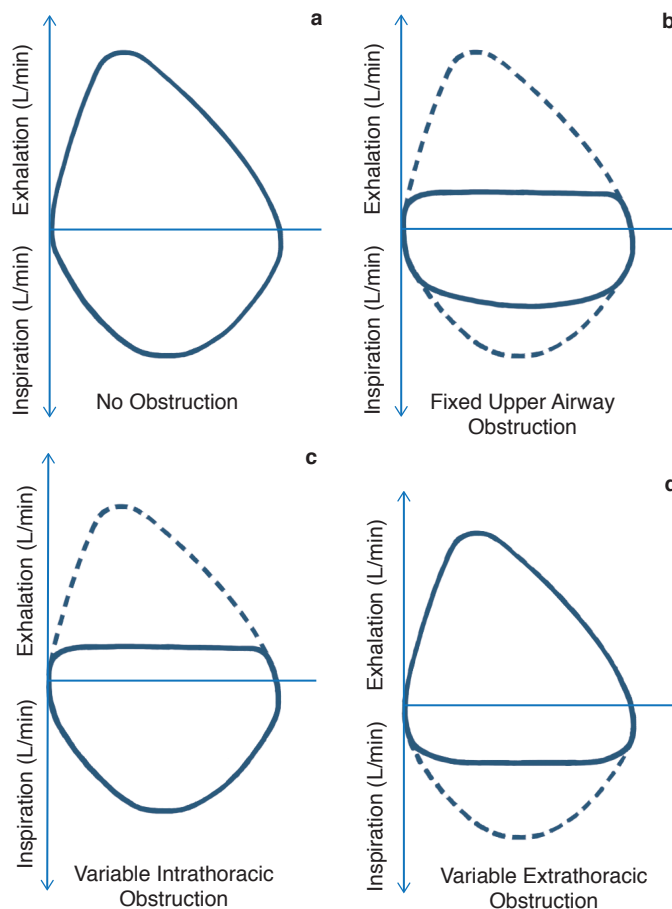 a
Exhalation (L/min)
Inspiration (L/min)
No Obstruction
b
Exhalation (L/min)
Inspiration (L/min)
Fixed Upper Airway
Obstruction
c
Exhalation (L/min)
Inspiration (L/min)
Variable Intrathoracic
Obstruction
d
Exhalation (L/min)
Inspiration (L/min)
Variable Extrathoracic
Obstruction